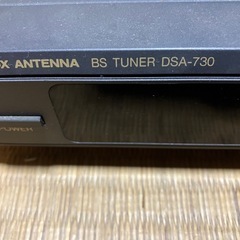 X ANTENNA BS TUNER DSA-730
POWER